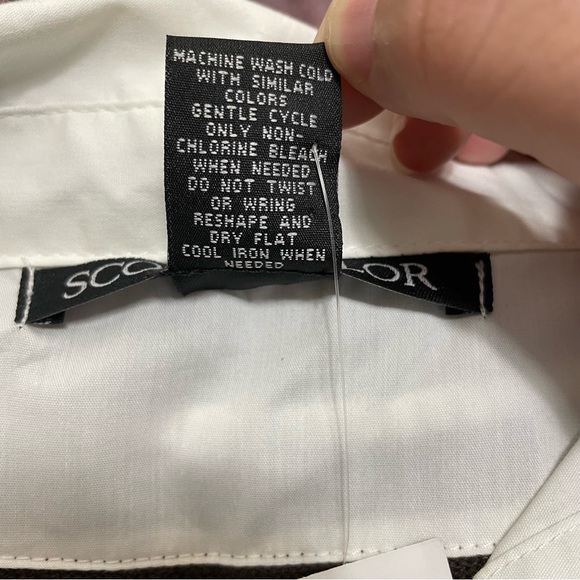 MACHINE WASH COLD
WITH SIMILAR
COLORS
GENTLE CYCLE
ONLY NON-
CHLORINE BLEACH
WHEN NEEDED
DO NOT TWIST
OR WRING
RESHAPE AND
DRY FLAT
COOL IRON WHEN
NEEDED